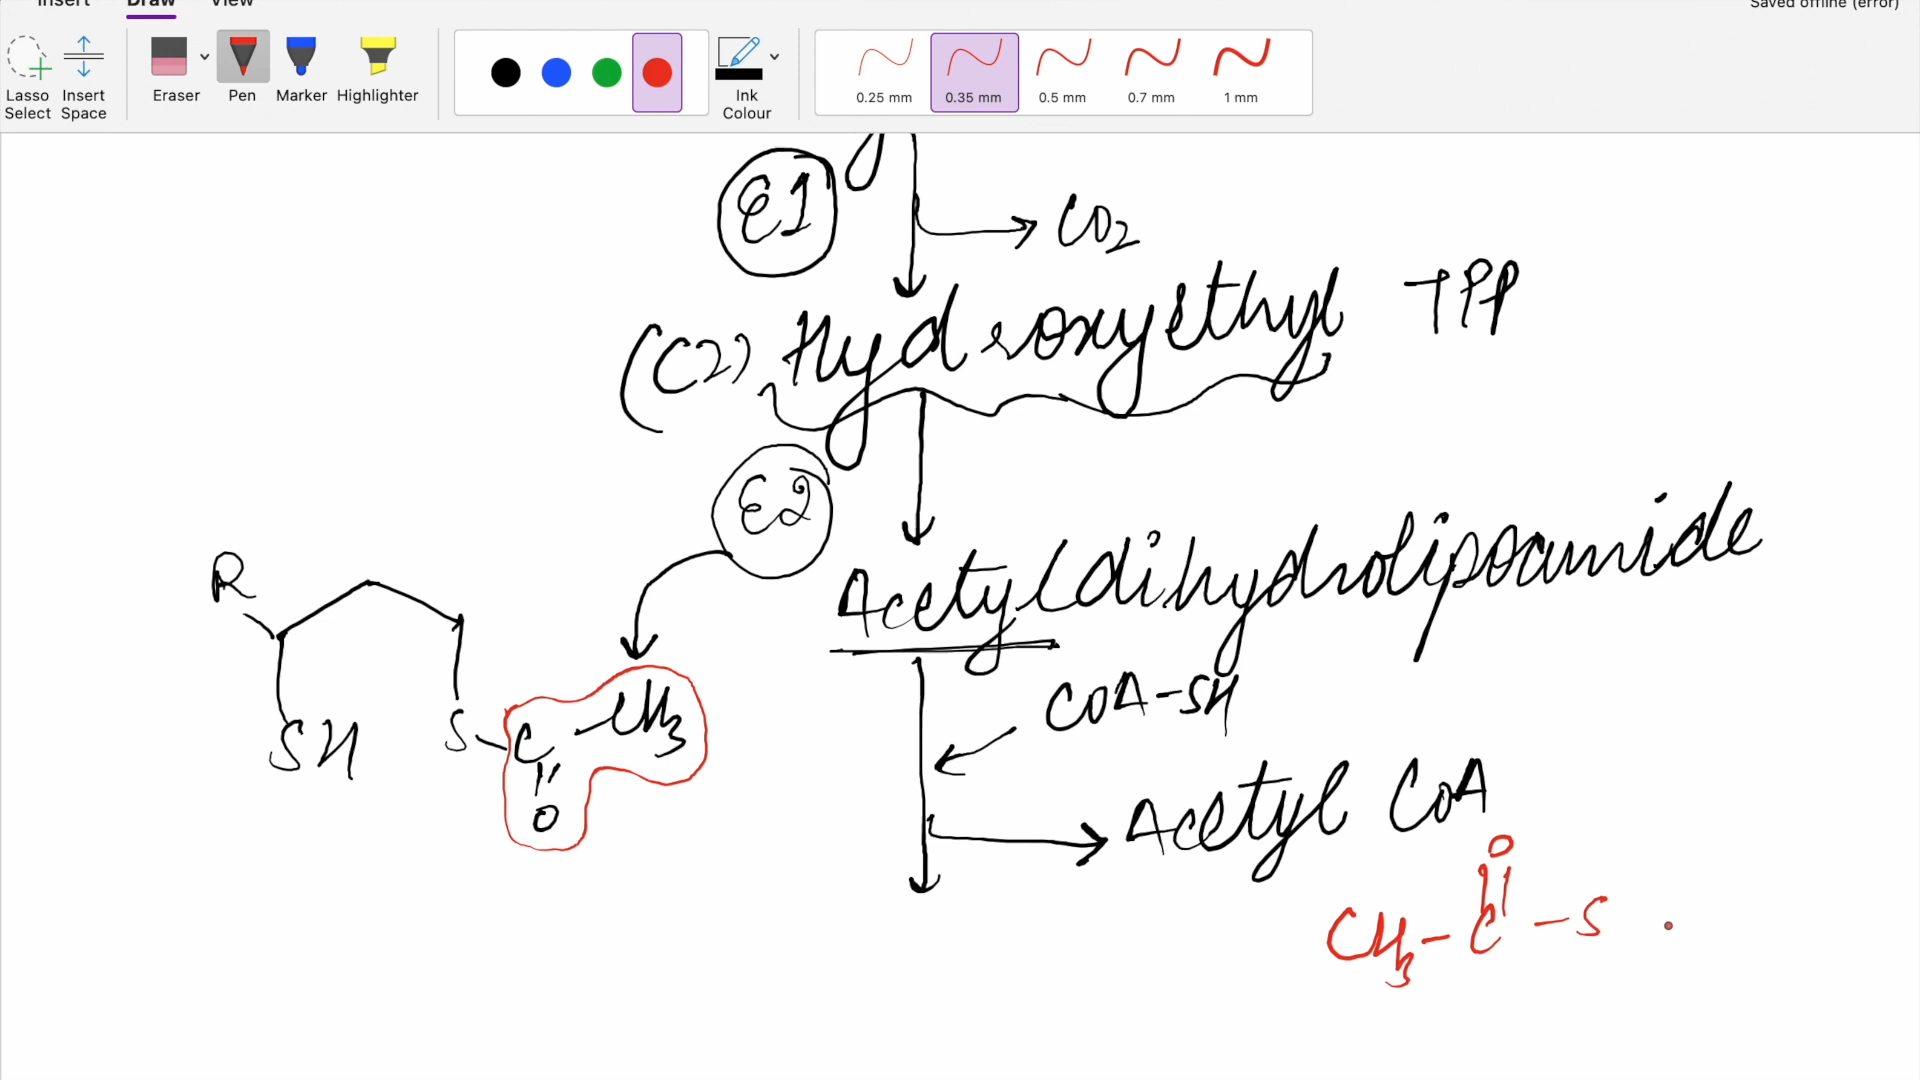 Insert Draw View
Saved offline (error)
Lasso Select
Insert Space
Eraser
Pen
Marker
Highlighter
Ink Colour
0.25 mm
0.35 mm
0.5 mm
0.7 mm
1 mm
E1
CO2
(C2) Hydroxyethyl TPP
E2
Acetyldihydrolipoamide
R
SH
S-C-CH3
O
CoA-SH
Acetyl CoA
O
CH3-C-S